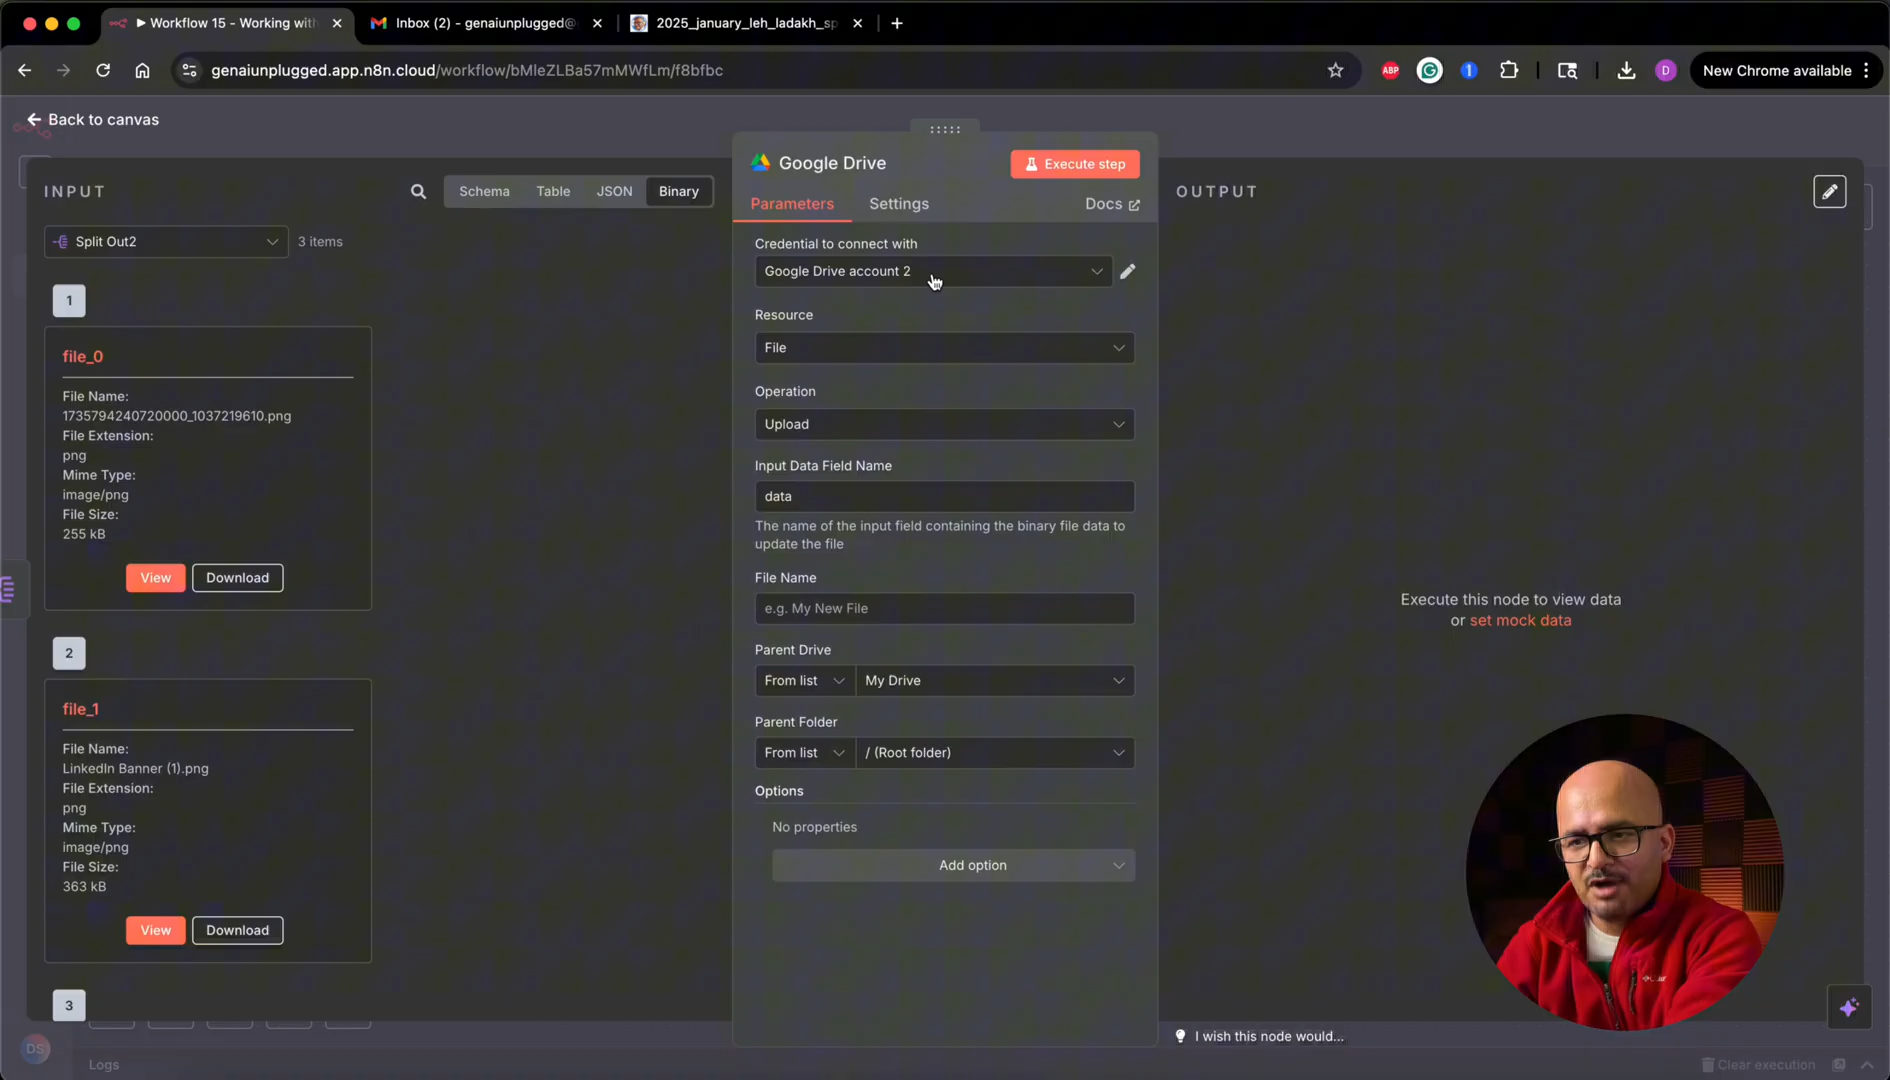 Workflow 15 - Working with
Inbox (2) - genaiunplugged@
2025_january_leh_ladakh_sp
genaiunplugged.app.n8n.cloud/workflow/bMleZLBa57mMWfLm/f8bfbc
ABP
1
D
New Chrome available
Back to canvas
Google Drive
Execute step
INPUT
Schema
Table
JSON
Binary
Parameters
Settings
Docs
OUTPUT
Split Out2
3 items
Credential to connect with
Google Drive account 2
1
Resource
File
file_0
File Name:
1735794240720000_1037219610.png
File Extension:
png
Mime Type:
image/png
File Size:
255 kB
View
Download
Operation
Upload
Input Data Field Name
data
The name of the input field containing the binary file data to
update the file
File Name
e.g. My New File
Execute this node to view data
or set mock data
2
Parent Drive
From list
My Drive
file_1
File Name:
LinkedIn Banner (1).png
File Extension:
png
Mime Type:
image/png
File Size:
363 kB
View
Download
Parent Folder
From list
/ (Root folder)
Options
No properties
Add option
3
I wish this node would...
DS
Logs
Clear execution